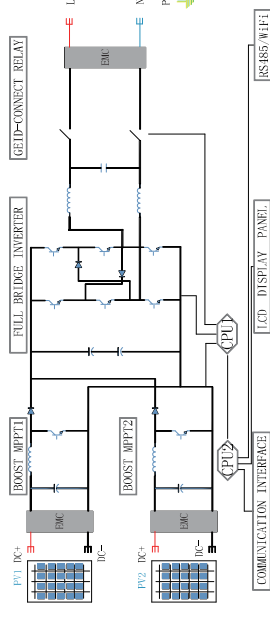 PV1
DC+
DC-
EMC
BOOST MPPT1
FULL BRIDGE INVERTER
GEID-CONNECT RELAY
EMC
L
N
P
PV2
DC+
DC-
EMC
BOOST MPPT2
CPU2
CPU1
COMMUNICATION INTERFACE
LCD DISPLAY PANEL
RS485/WiFi